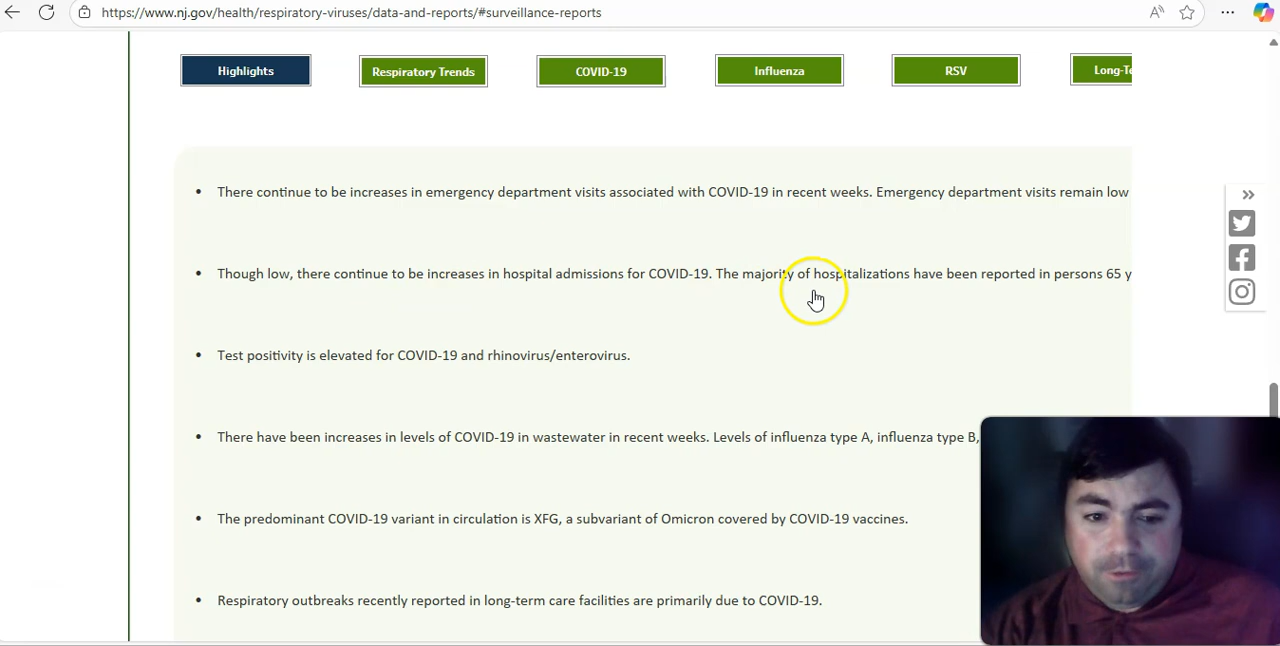 https://www.nj.gov/health/respiratory-viruses/data-and-reports/#surveillance-reports
Highlights
Respiratory Trends
COVID-19
Influenza
RSV
Long-Te
• There continue to be increases in emergency department visits associated with COVID-19 in recent weeks. Emergency department visits remain low
• Though low, there continue to be increases in hospital admissions for COVID-19. The majority of hospitalizations have been reported in persons 65 y
• Test positivity is elevated for COVID-19 and rhinovirus/enterovirus.
• There have been increases in levels of COVID-19 in wastewater in recent weeks. Levels of influenza type A, influenza type B,
• The predominant COVID-19 variant in circulation is XFG, a subvariant of Omicron covered by COVID-19 vaccines.
• Respiratory outbreaks recently reported in long-term care facilities are primarily due to COVID-19.